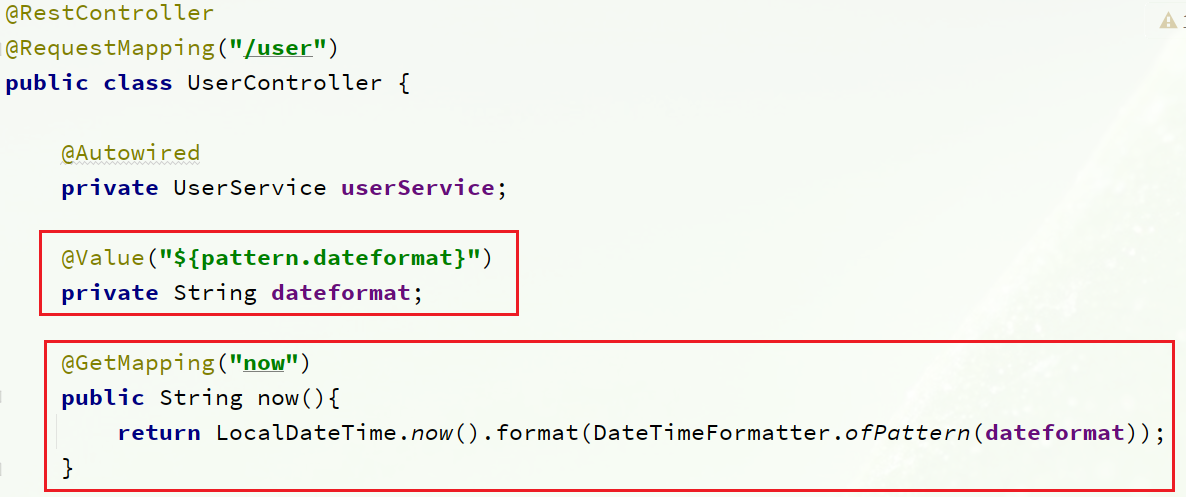 @RestController
@RequestMapping("/user")
public class UserController {
@Autowired
private UserService userService;
@Value("${pattern.dateformat}")
private String dateformat;
@GetMapping("now")
public String now(){
return LocalDateTime.now().format(DateTimeFormatter.ofPattern(dateformat));
}